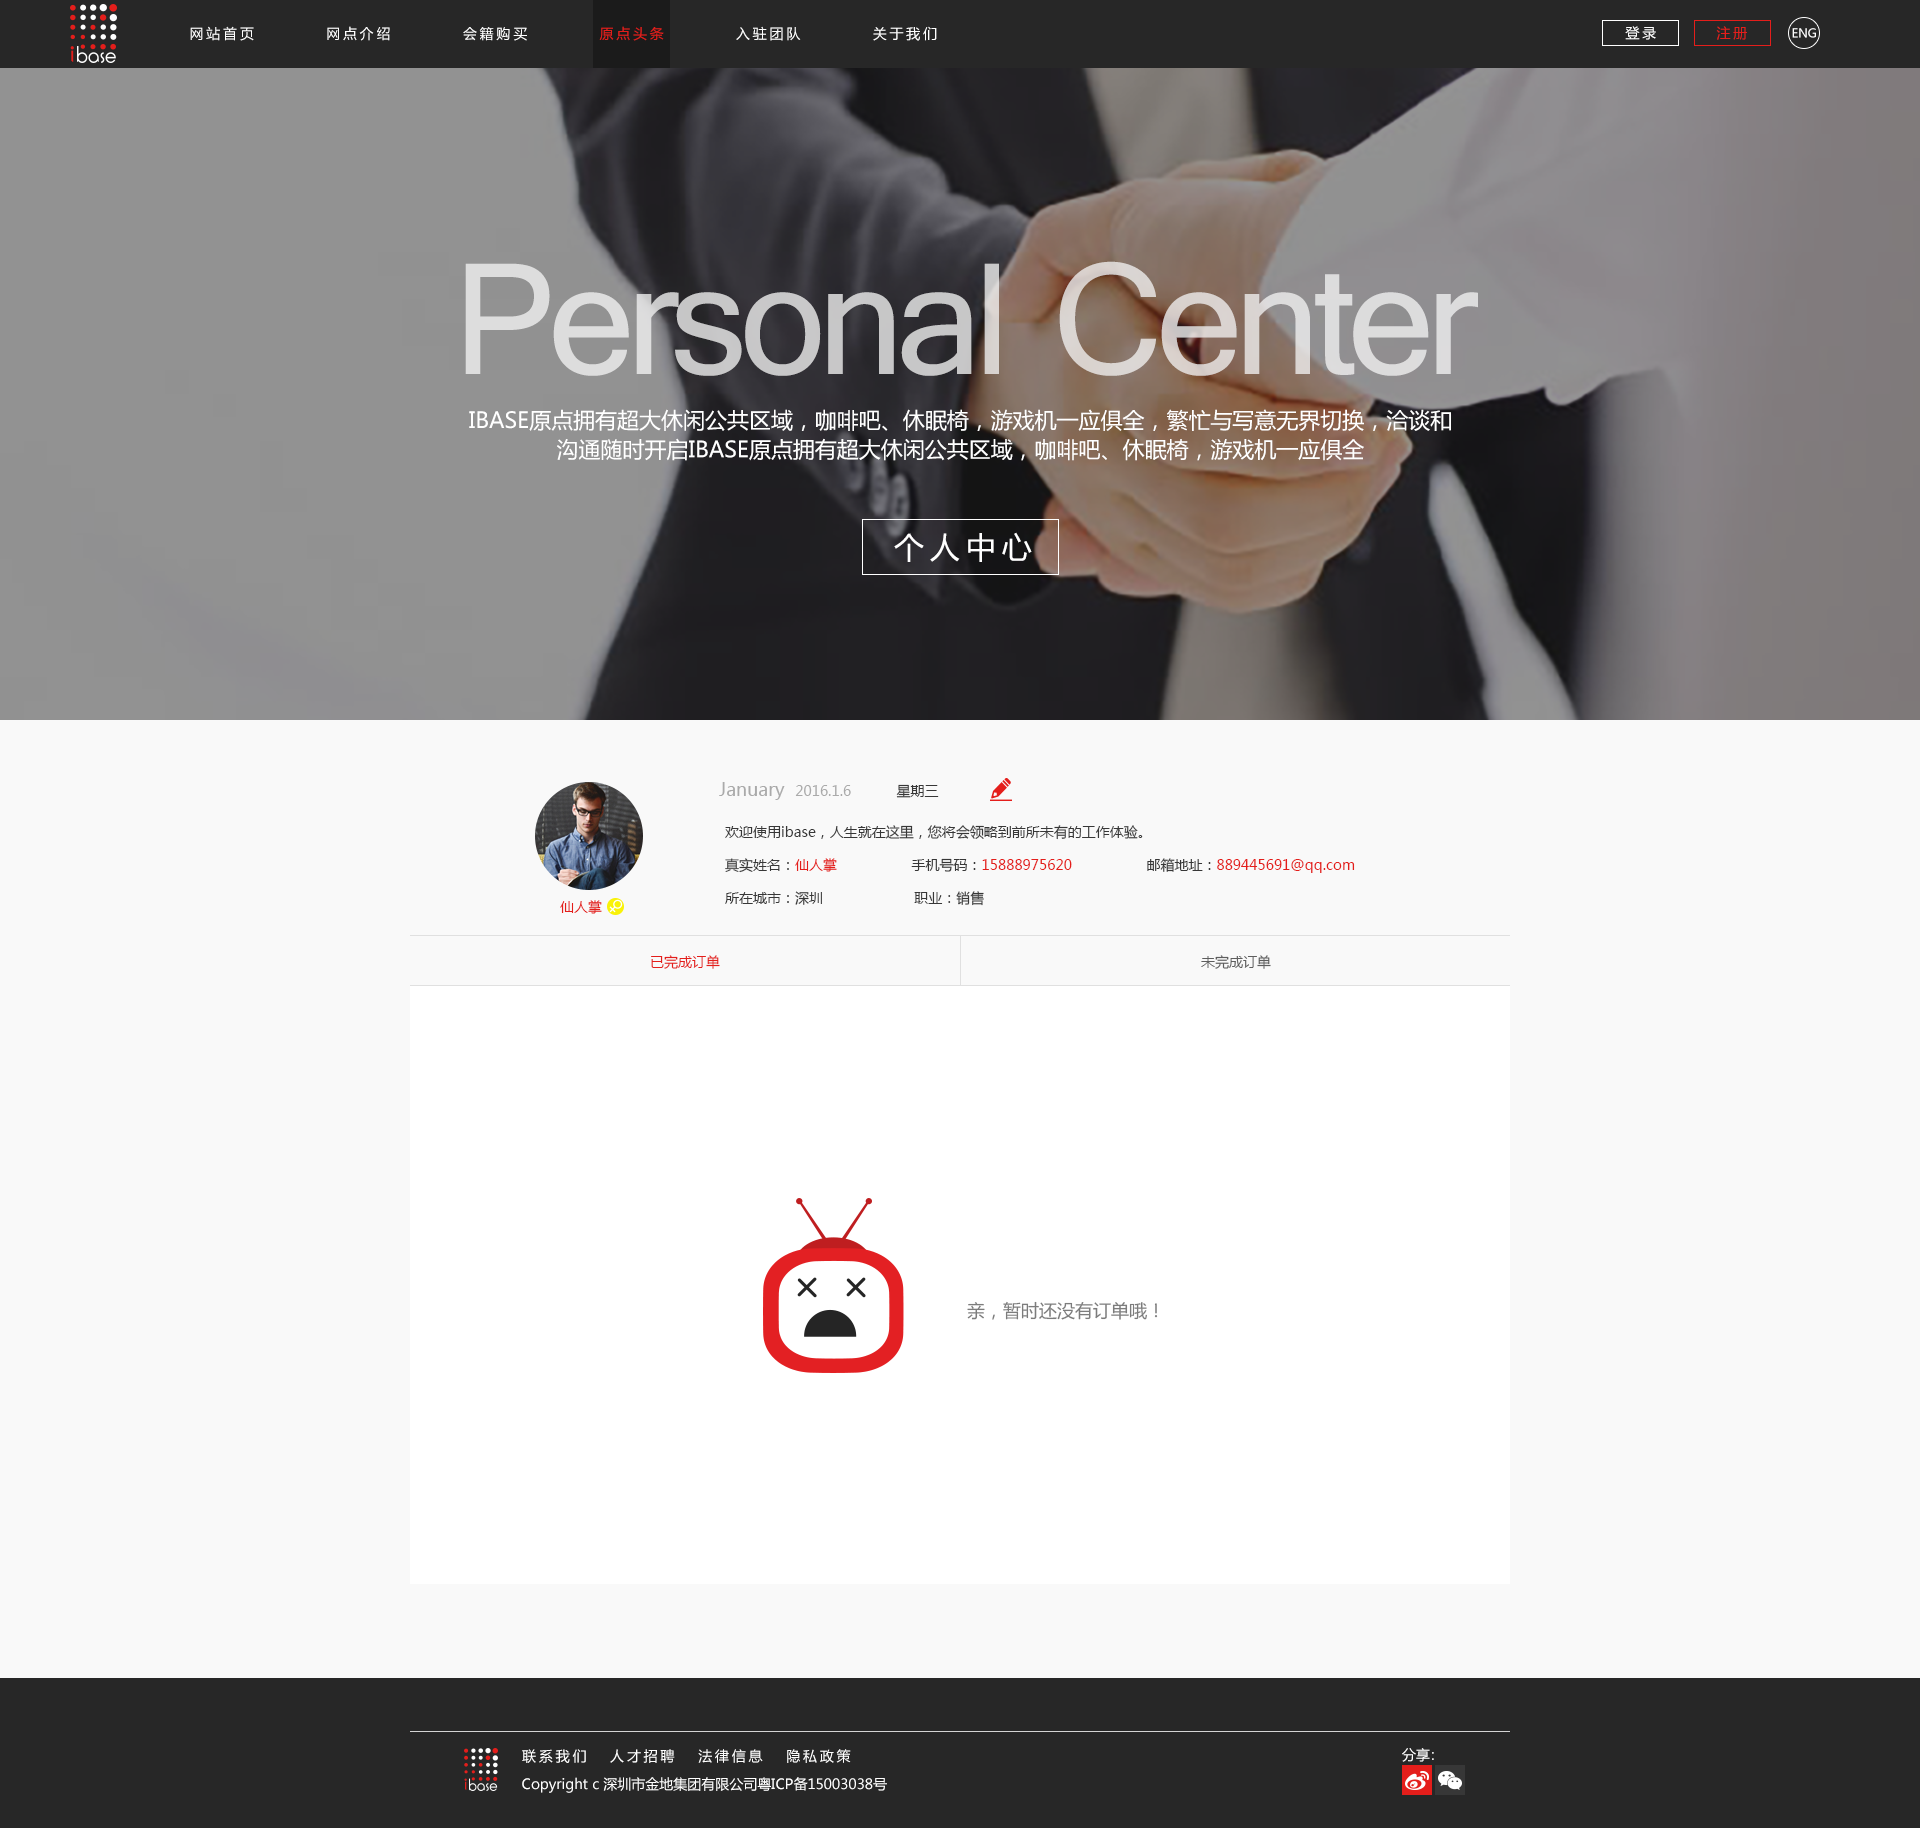 ibase
网站首页 网点介绍 会籍购买 原点头条 入驻团队 关于我们 登录 注册 ENG
Personal Center
IBASE原点拥有超大休闲公共区域，咖啡吧、休眠椅，游戏机一应俱全，繁忙与写意无界切换，洽谈和
沟通随时开启IBASE原点拥有超大休闲公共区域，咖啡吧、休眠椅，游戏机一应俱全
个人中心
January 2016.1.6 星期三
欢迎使用ibase，人生就在这里，您将会领略到前所未有的工作体验。
真实姓名：仙人掌 手机号码：15888975620 邮箱地址：889445691@qq.com
所在城市：深圳 职业：销售
仙人掌
已完成订单 未完成订单
亲，暂时还没有订单哦！
ibase
联系我们 人才招聘 法律信息 隐私政策
Copyright c 深圳市金地集团有限公司粤ICP备15003038号
分享: